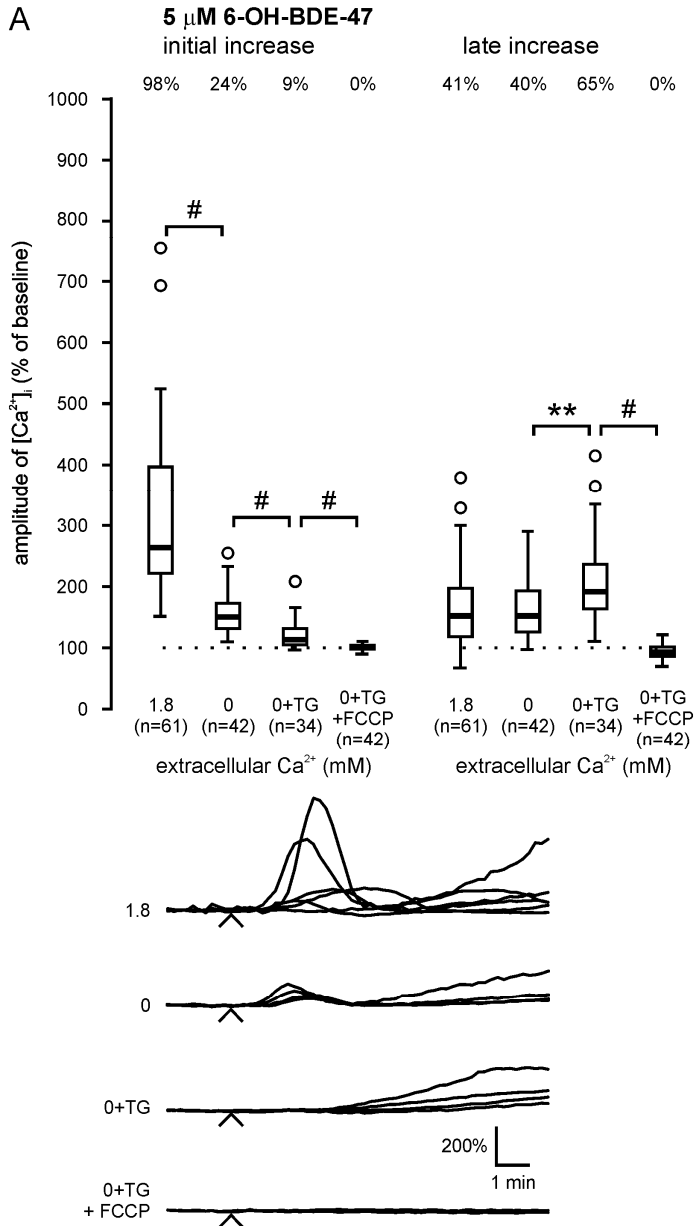 A
5 μM 6-OH-BDE-47
initial increase late increase
98% 24% 9% 0% 41% 40% 65% 0%
amplitude of [Ca²⁺]ᵢ (% of baseline)
1000
900
800
700
600
500
400
300
200
100
0
# 
# #
** #
1.8 0 0+TG 0+TG 1.8 0 0+TG 0+TG
(n=61) (n=42) (n=34) +FCCP (n=61) (n=42) (n=34) +FCCP
(n=42) (n=42)
extracellular Ca²⁺ (mM) extracellular Ca²⁺ (mM)
1.8
0
0+TG
200%
1 min
0+TG
+ FCCP